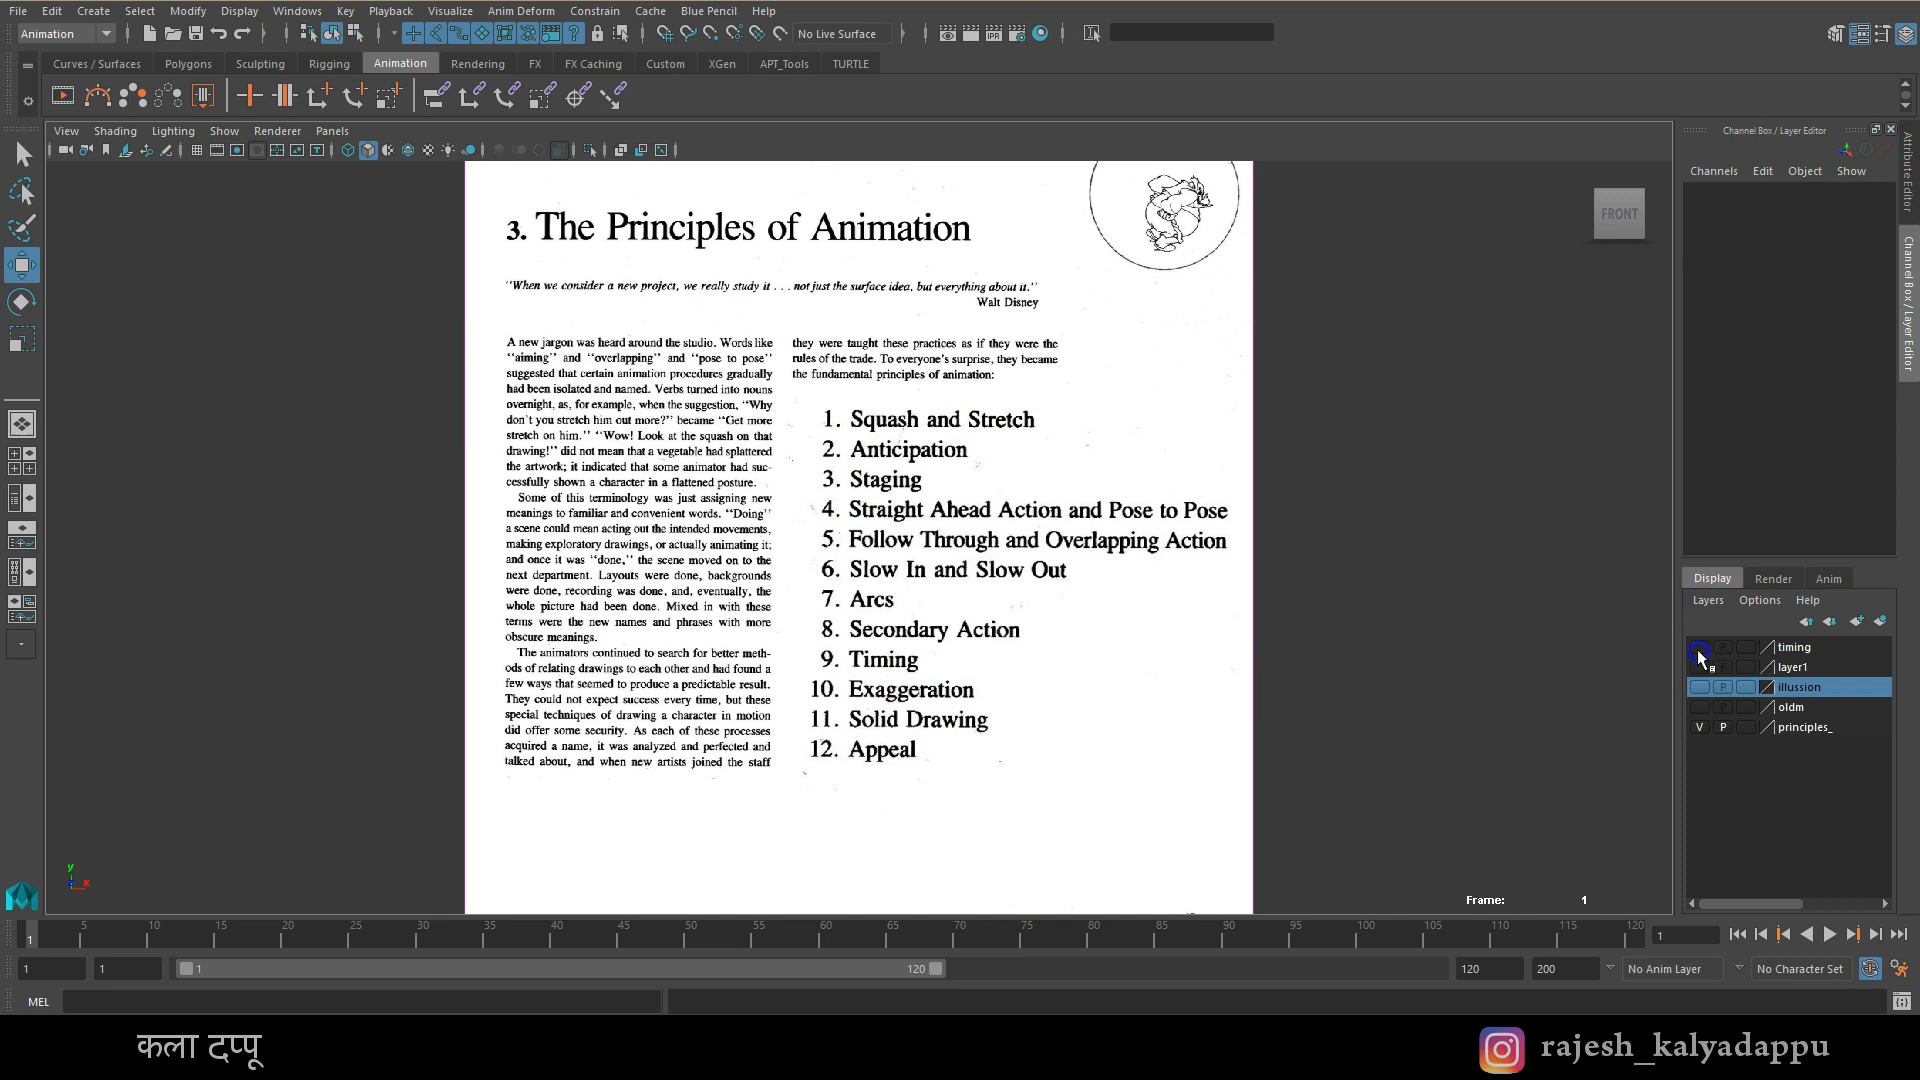 File Edit Create Select Modify Display Windows Key Playback Visualize Anim Deform Constrain Cache Blue Pencil Help
Animation No Live Surface IPR
Curves / Surfaces Polygons Sculpting Rigging Animation Rendering FX FX Caching Custom XGen APT_Tools TURTLE
View Shading Lighting Show Renderer Panels
Channel Box / Layer Editor
Channels Edit Object Show
Attribute Editor
Channel Box / Layer Editor
FRONT
3. The Principles of Animation
“When we consider a new project, we really study it . . . not just the surface idea, but everything about it.”
Walt Disney
A new jargon was heard around the studio. Words like
“aiming” and “overlapping” and “pose to pose”
suggested that certain animation procedures gradually
had been isolated and named. Verbs turned into nouns
overnight, as, for example, when the suggestion, “Why
don’t you stretch him out more?” became “Get more
stretch on him.” “Wow! Look at the squash on that
drawing!” did not mean that a vegetable had splattered
the artwork; it indicated that some animator had suc-
cessfully shown a character in a flattened posture.
Some of this terminology was just assigning new
meanings to familiar and convenient words. “Doing”
a scene could mean acting out the intended movements,
making exploratory drawings, or actually animating it;
and once it was “done,” the scene moved on to the
next department. Layouts were done, backgrounds
were done, recording was done, and, eventually, the
whole picture had been done. Mixed in with these
terms were the new names and phrases with more
obscure meanings.
The animators continued to search for better meth-
ods of relating drawings to each other and had found a
few ways that seemed to produce a predictable result.
They could not expect success every time, but these
special techniques of drawing a character in motion
did offer some security. As each of these processes
acquired a name, it was analyzed and perfected and
talked about, and when new artists joined the staff
they were taught these practices as if they were the
rules of the trade. To everyone’s surprise, they became
the fundamental principles of animation:
1. Squash and Stretch
2. Anticipation
3. Staging
4. Straight Ahead Action and Pose to Pose
5. Follow Through and Overlapping Action
6. Slow In and Slow Out
7. Arcs
8. Secondary Action
9. Timing
10. Exaggeration
11. Solid Drawing
12. Appeal
Display Render Anim
Layers Options Help
P timing
layer1
P illussion
P oldm
V P principles_
y
x
Frame: 1
1 5 10 15 20 25 30 35 40 45 50 55 60 65 70 75 80 85 90 95 100 105 110 115 120 1
1 1 1 120 120 200 No Anim Layer No Character Set
MEL
कला दप्पू
rajesh_kalyadappu